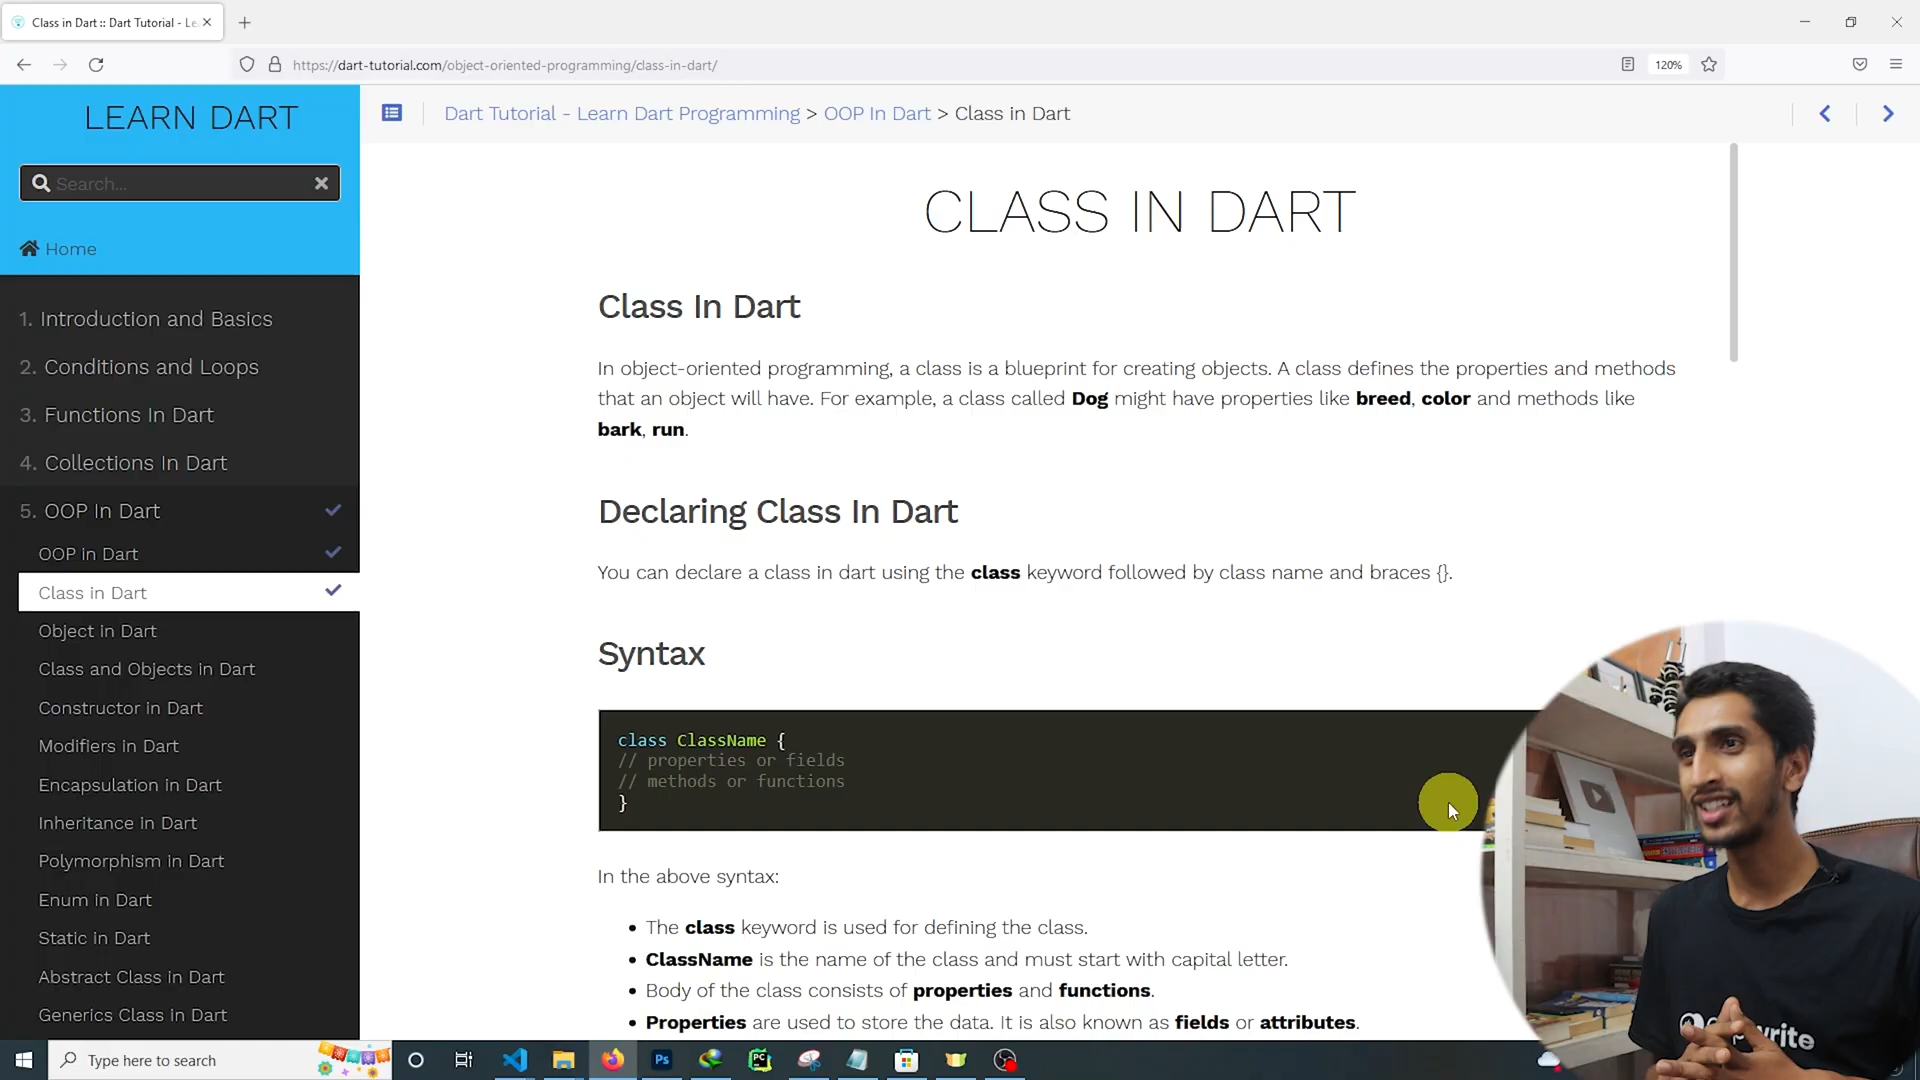 Class in Dart :: Dart Tutorial - Le
https://dart-tutorial.com/object-oriented-programming/class-in-dart/
120%
LEARN DART
Dart Tutorial - Learn Dart Programming > OOP In Dart > Class in Dart
Search...
Home
1. Introduction and Basics
2. Conditions and Loops
3. Functions In Dart
4. Collections In Dart
5. OOP In Dart
OOP in Dart
Class in Dart
Object in Dart
Class and Objects in Dart
Constructor in Dart
Modifiers in Dart
Encapsulation in Dart
Inheritance in Dart
Polymorphism in Dart
Enum in Dart
Static in Dart
Abstract Class in Dart
Generics Class in Dart
CLASS IN DART
Class In Dart
In object-oriented programming, a class is a blueprint for creating objects. A class defines the properties and methods
that an object will have. For example, a class called Dog might have properties like breed, color and methods like
bark, run.
Declaring Class In Dart
You can declare a class in dart using the class keyword followed by class name and braces {}.
Syntax
class ClassName {
// properties or fields
// methods or functions
}
In the above syntax:
• The class keyword is used for defining the class.
• ClassName is the name of the class and must start with capital letter.
• Body of the class consists of properties and functions.
• Properties are used to store the data. It is also known as fields or attributes.
Type here to search
Ps
PC